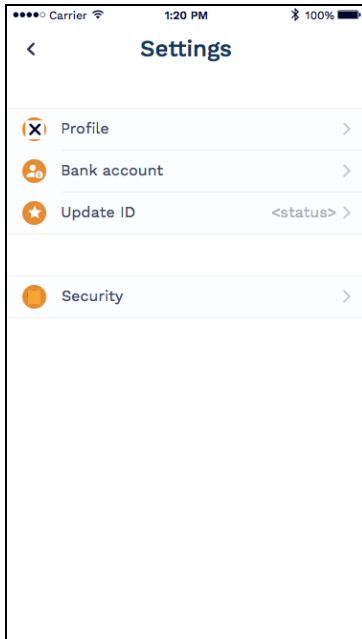 Carrier 1:20 PM 100%
Settings
Profile
Bank account
Update ID <status>
Security